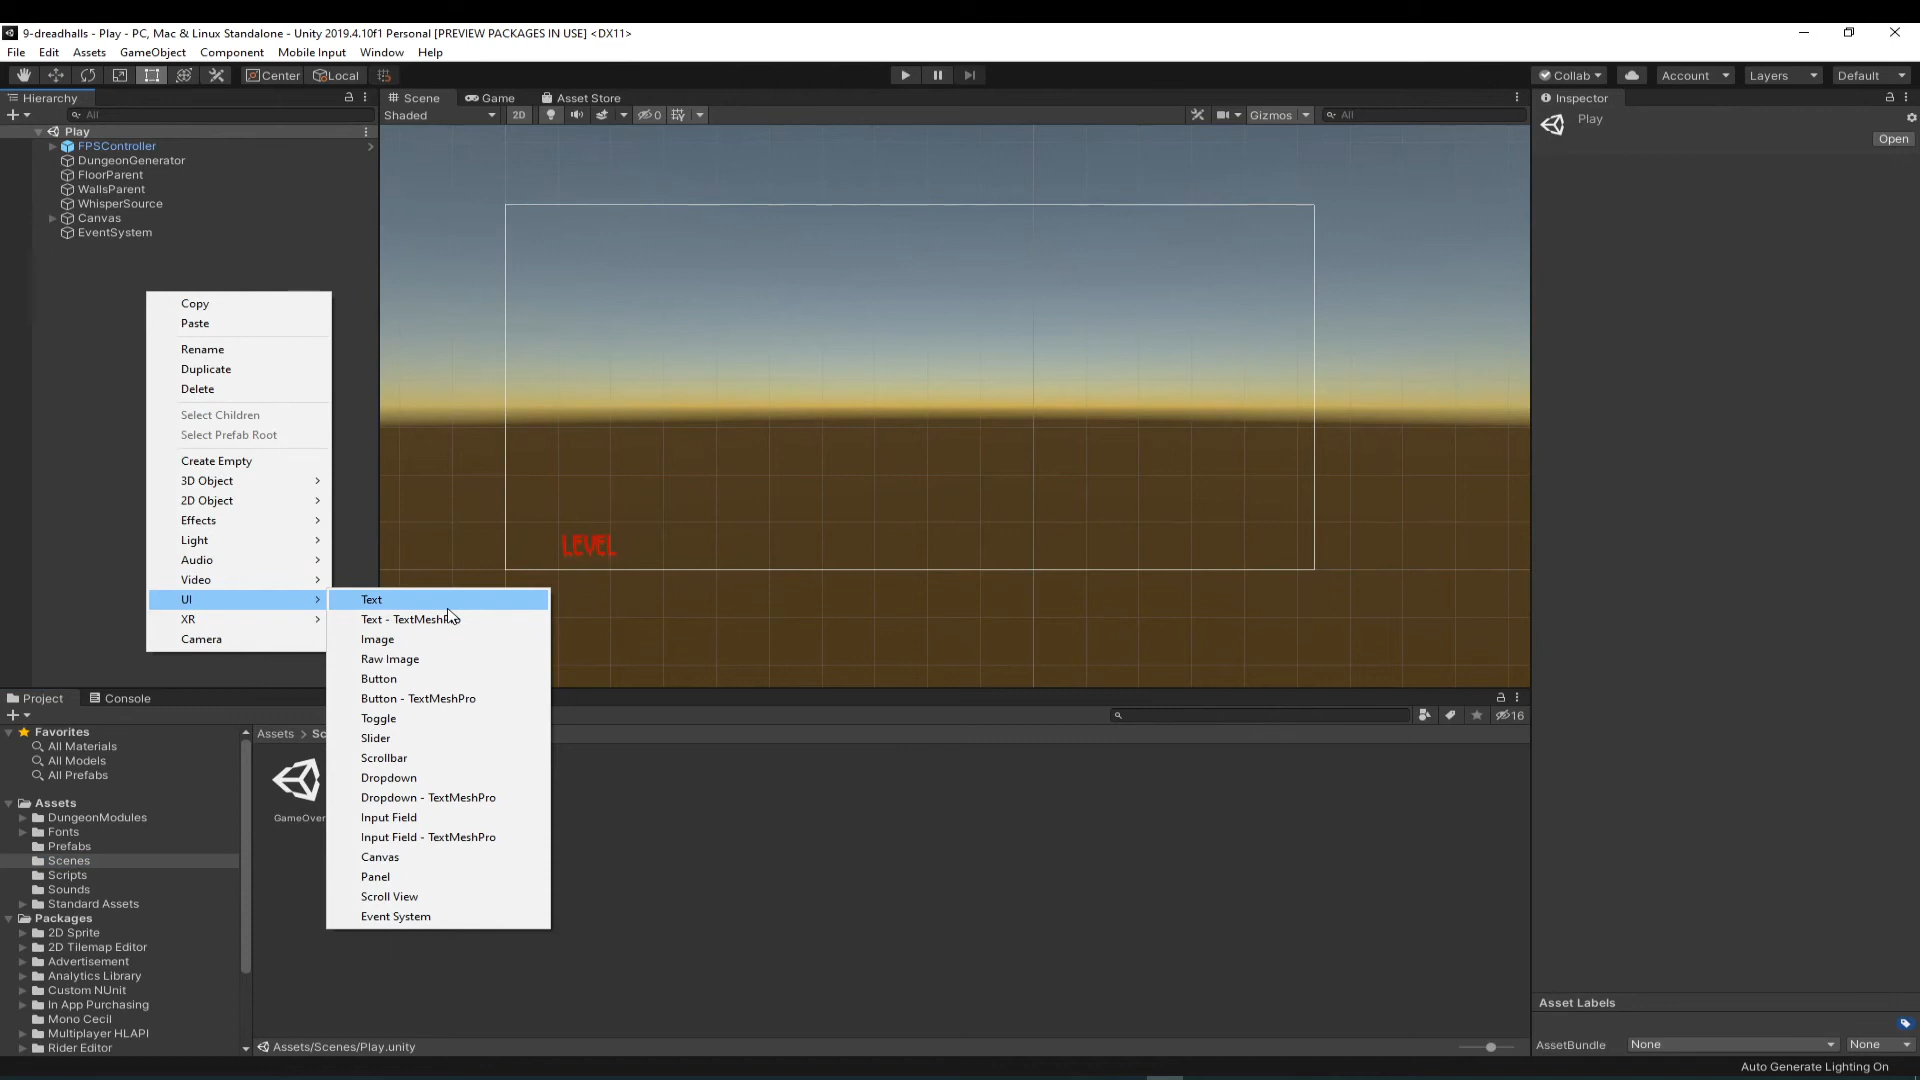 9-dreadhalls - Play - PC, Mac & Linux Standalone - Unity 2019.4.10f1 Personal [PREVIEW PACKAGES IN USE] <DX11>
File Edit Assets GameObject Component Mobile Input Window Help
Center Local Collab Account Layers Default
Hierarchy Scene Game Asset Store Inspector
All Shaded 2D 0 Gizmos All
Play
FPSController
DungeonGenerator
FloorParent
WallsParent
WhisperSource
Canvas
EventSystem
Play
Open
Copy
Paste
Rename
Duplicate
Delete
Select Children
Select Prefab Root
Create Empty
3D Object
2D Object
Effects
Light
Audio
Video
UI
XR
Camera
LEVEL
Text
Text - TextMeshPro
Image
Raw Image
Button
Button - TextMeshPro
Toggle
Slider
Scrollbar
Dropdown
Dropdown - TextMeshPro
Input Field
Input Field - TextMeshPro
Canvas
Panel
Scroll View
Event System
Project Console
16
Favorites
All Materials
All Models
All Prefabs
Assets
DungeonModules
Fonts
Prefabs
Scenes
Scripts
Sounds
Standard Assets
Packages
2D Sprite
2D Tilemap Editor
Advertisement
Analytics Library
Custom NUnit
In App Purchasing
Mono Cecil
Multiplayer HLAPI
Rider Editor
Assets > Sc
GameOver
Assets/Scenes/Play.unity
Asset Labels
AssetBundle None None
Auto Generate Lighting On